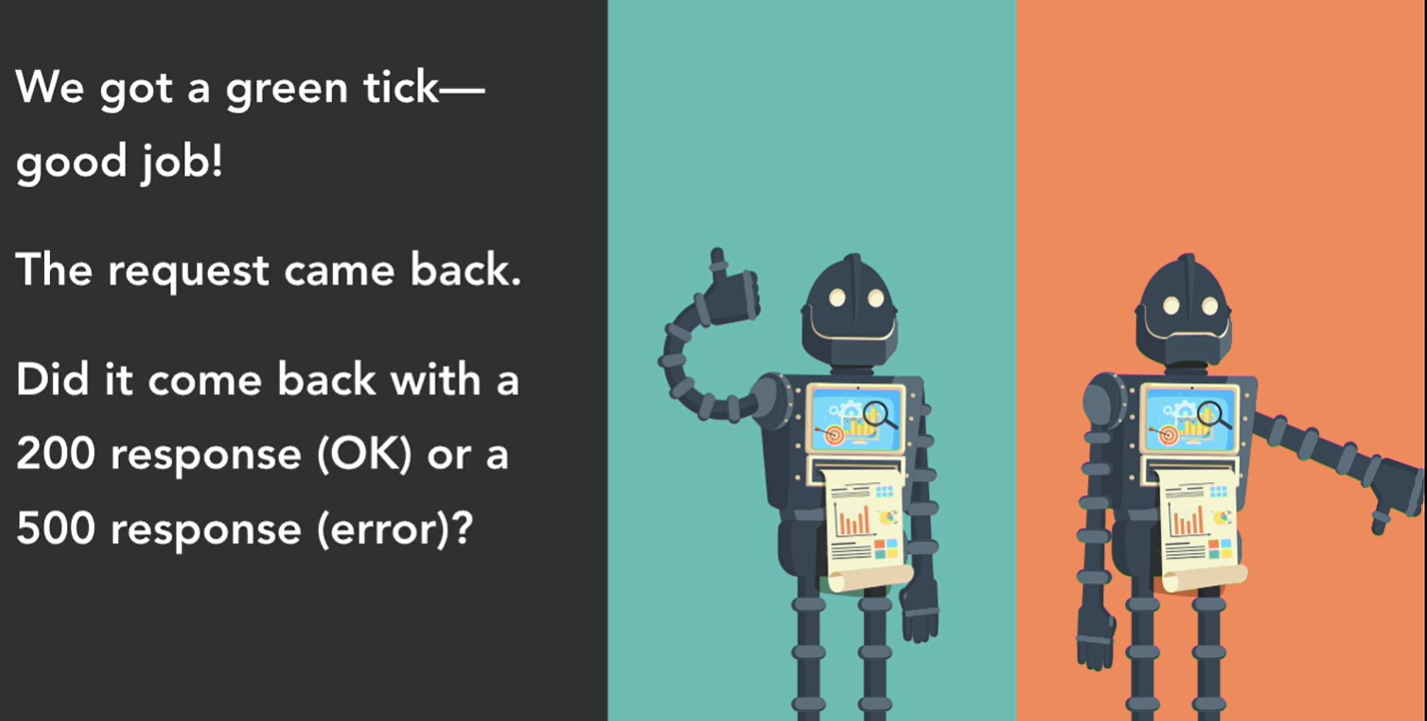 We got a green tick—
good job!
The request came back.
Did it come back with a
200 response (OK) or a
500 response (error)?